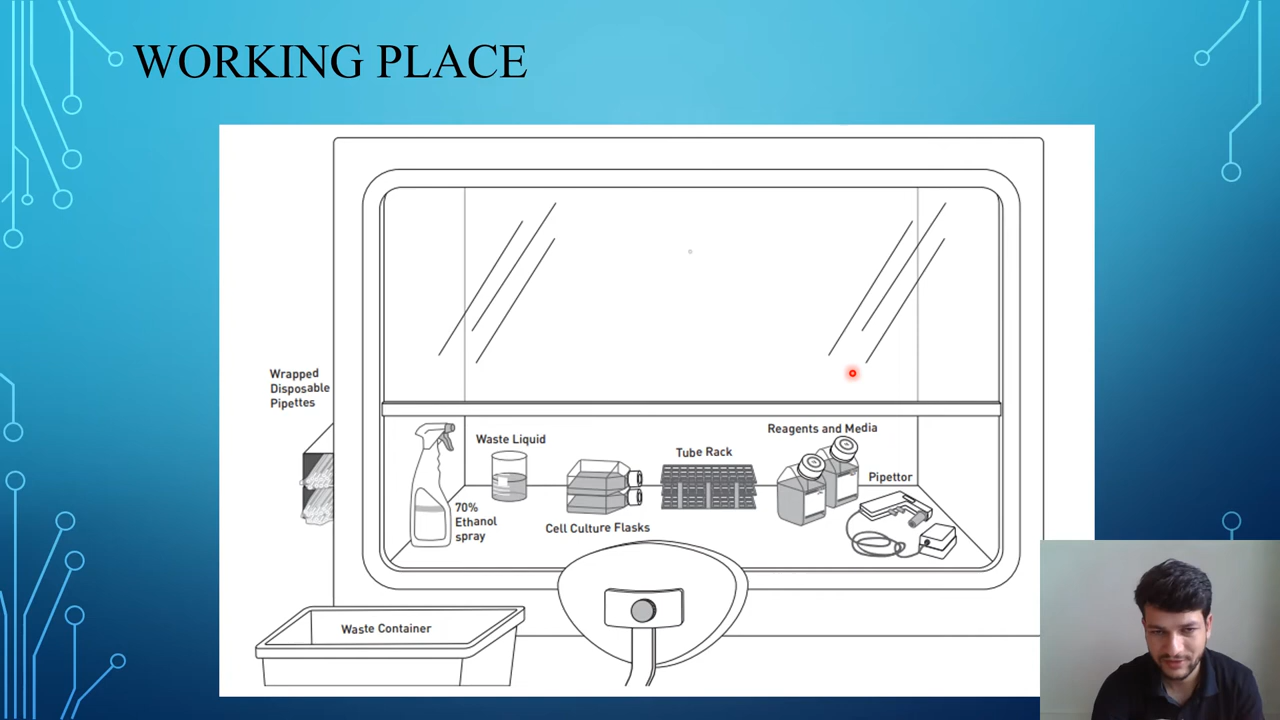 WORKING PLACE
Wrapped
Disposable
Pipettes
Waste Liquid
70%
Ethanol
spray
Cell Culture Flasks
Tube Rack
Reagents and Media
Pipettor
Waste Container